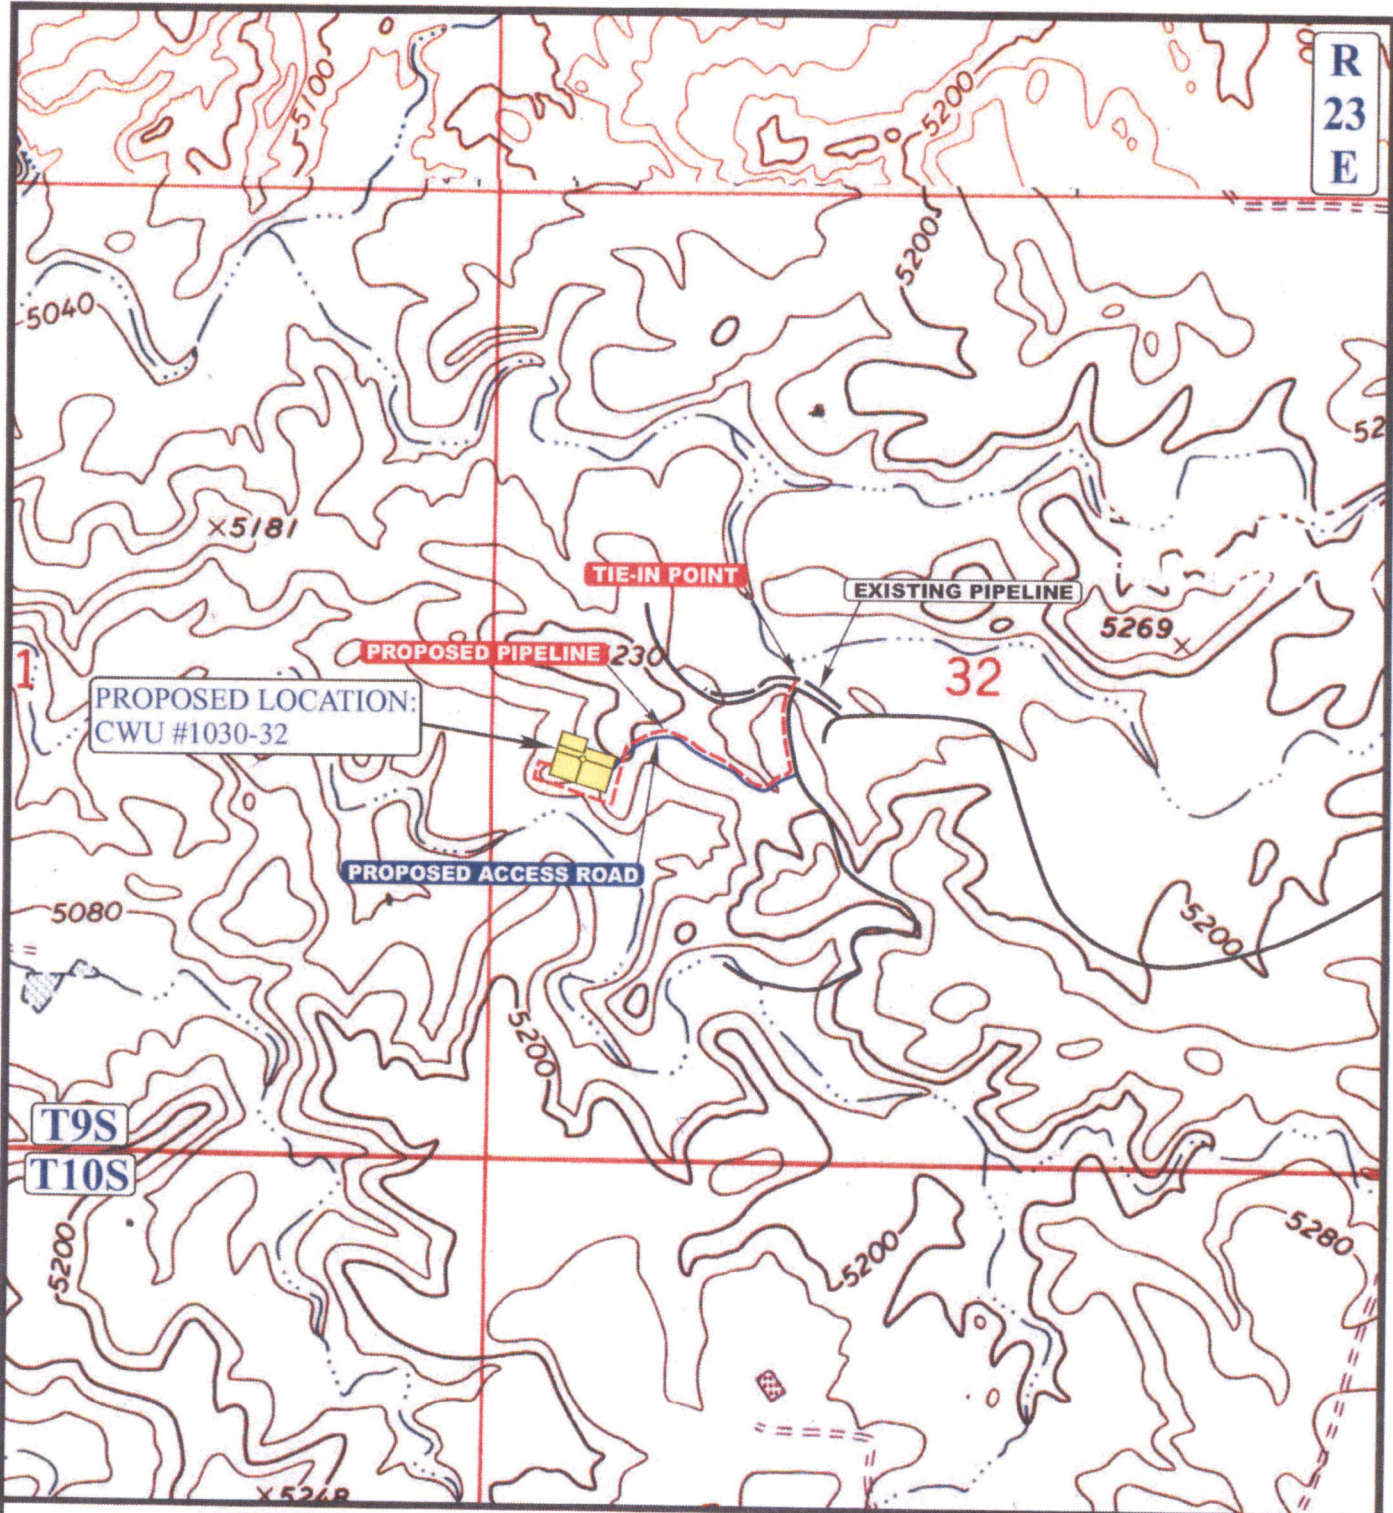 R
23
E
5100
5200
5200
5040
52
×5181
TIE-IN POINT
EXISTING PIPELINE
5269 ×
PROPOSED PIPELINE
230
32
1
PROPOSED LOCATION:
CWU #1030-32
PROPOSED ACCESS ROAD
5080
5200
5200
T9S
T10S
5200
5200
5280
×5248